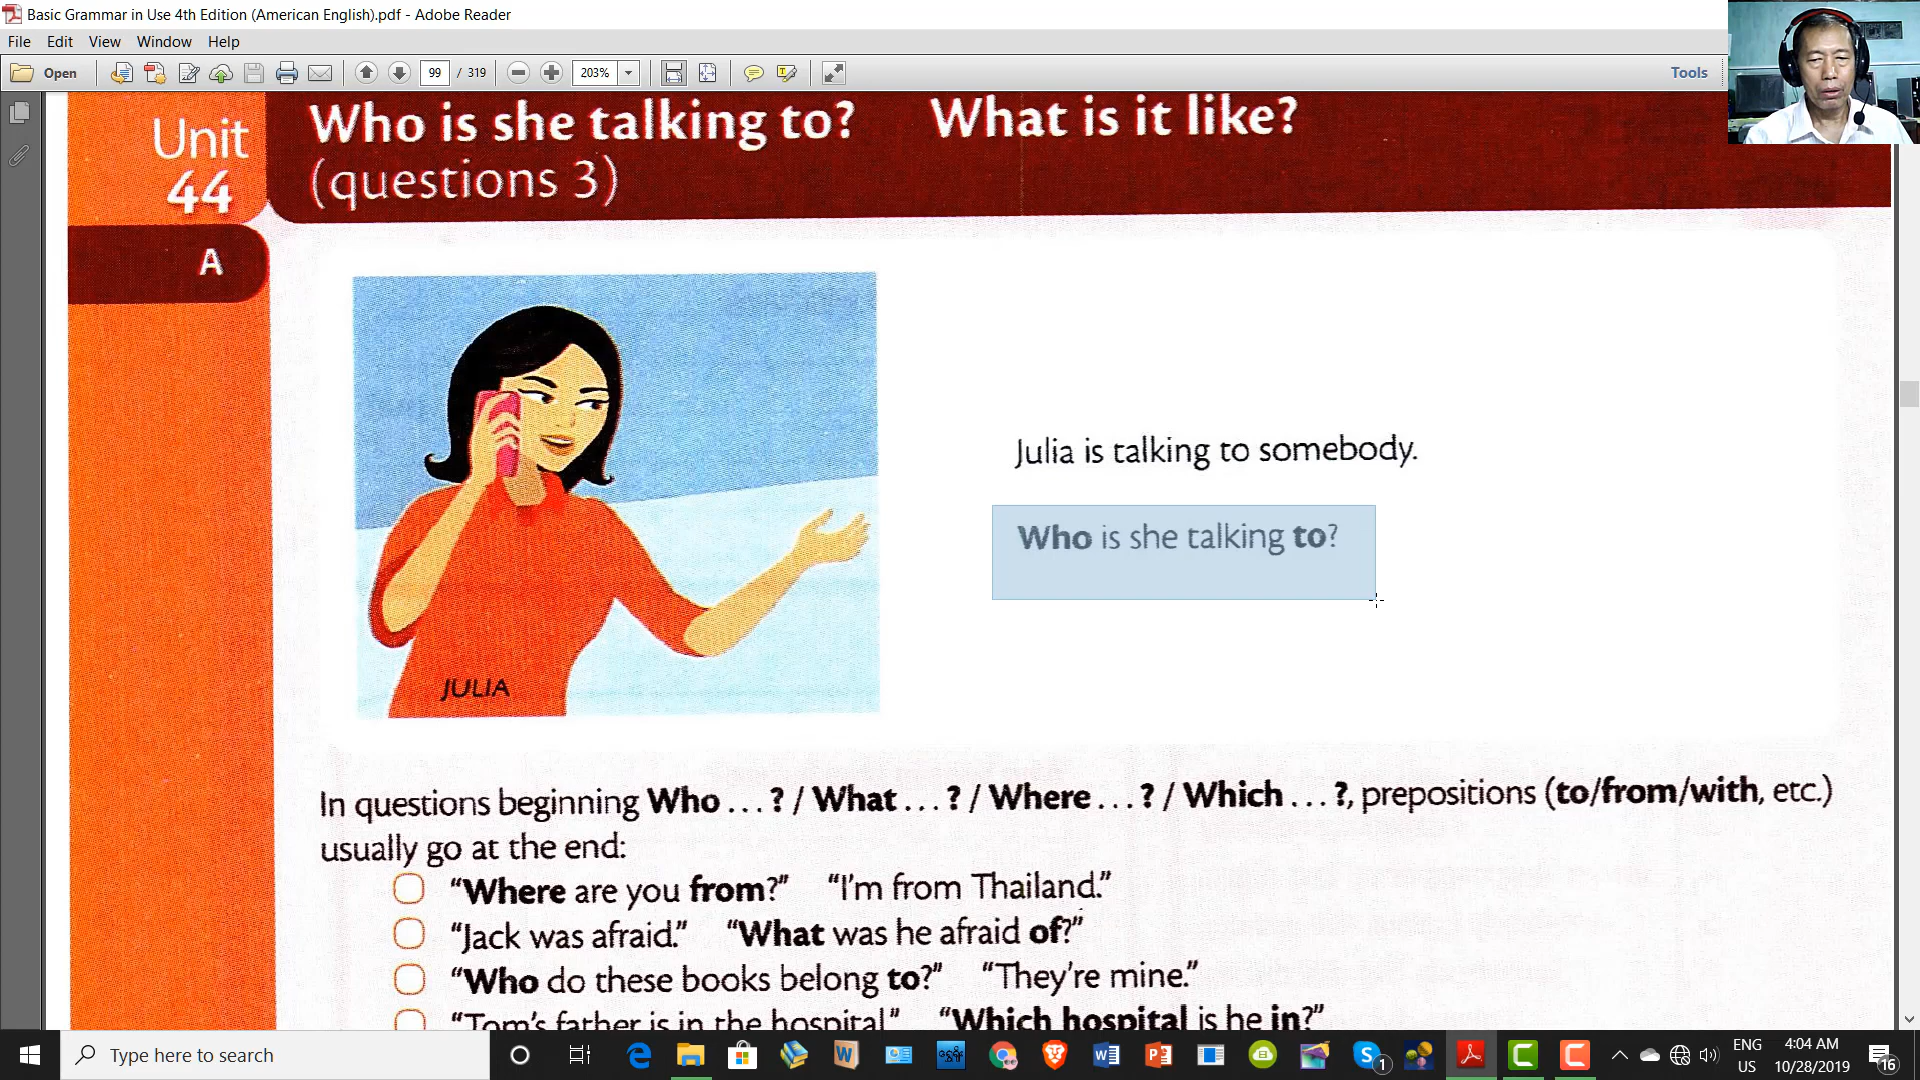 Basic Grammar in Use 4th Edition (American English).pdf - Adobe Reader
File Edit View Window Help
Open 99 / 319 203% Tools
Unit 44
Who is she talking to? What is it like?
(questions 3)
A
Julia is talking to somebody.
Who is she talking to?
JULIA
In questions beginning Who . . . ? / What . . . ? / Where . . . ? / Which . . . ?, prepositions (to/from/with, etc.)
usually go at the end:
"Where are you from?" "I'm from Thailand."
"Jack was afraid." "What was he afraid of?"
"Who do these books belong to?" "They're mine."
"Tom's father is in the hospital" "Which hospital is he in?"
Type here to search
1
ENG
US
4:04 AM
10/28/2019
16